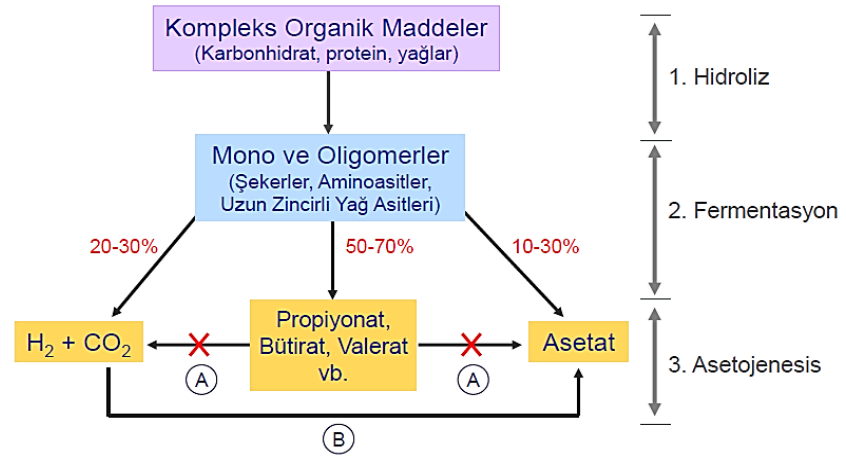 Kompleks Organik Maddeler
(Karbonhidrat, protein, yağlar)
1. Hidroliz
Mono ve Oligomerler
(Şekerler, Aminoasitler,
Uzun Zincirli Yağ Asitleri)
2. Fermentasyon
20-30%
50-70%
10-30%
H₂ + CO₂
Propiyonat,
Bütirat, Valerat
vb.
Asetat
3. Asetojenesis
A
A
B